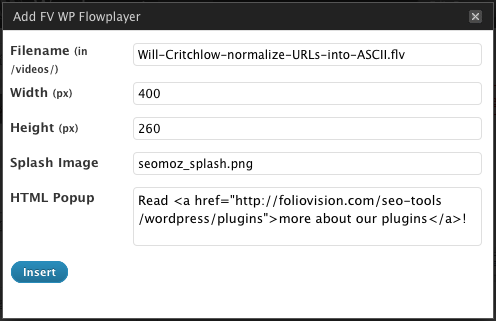 Add FV WP Flowplayer
Filename (in
/videos/)
Will-Critchlow-normalize-URLs-into-ASCII.flv
Width (px)
400
Height (px)
260
Splash Image
seomoz_splash.png
HTML Popup
Read <a href="http://foliovision.com/seo-tools
/wordpress/plugins">more about our plugins</a>!
Insert